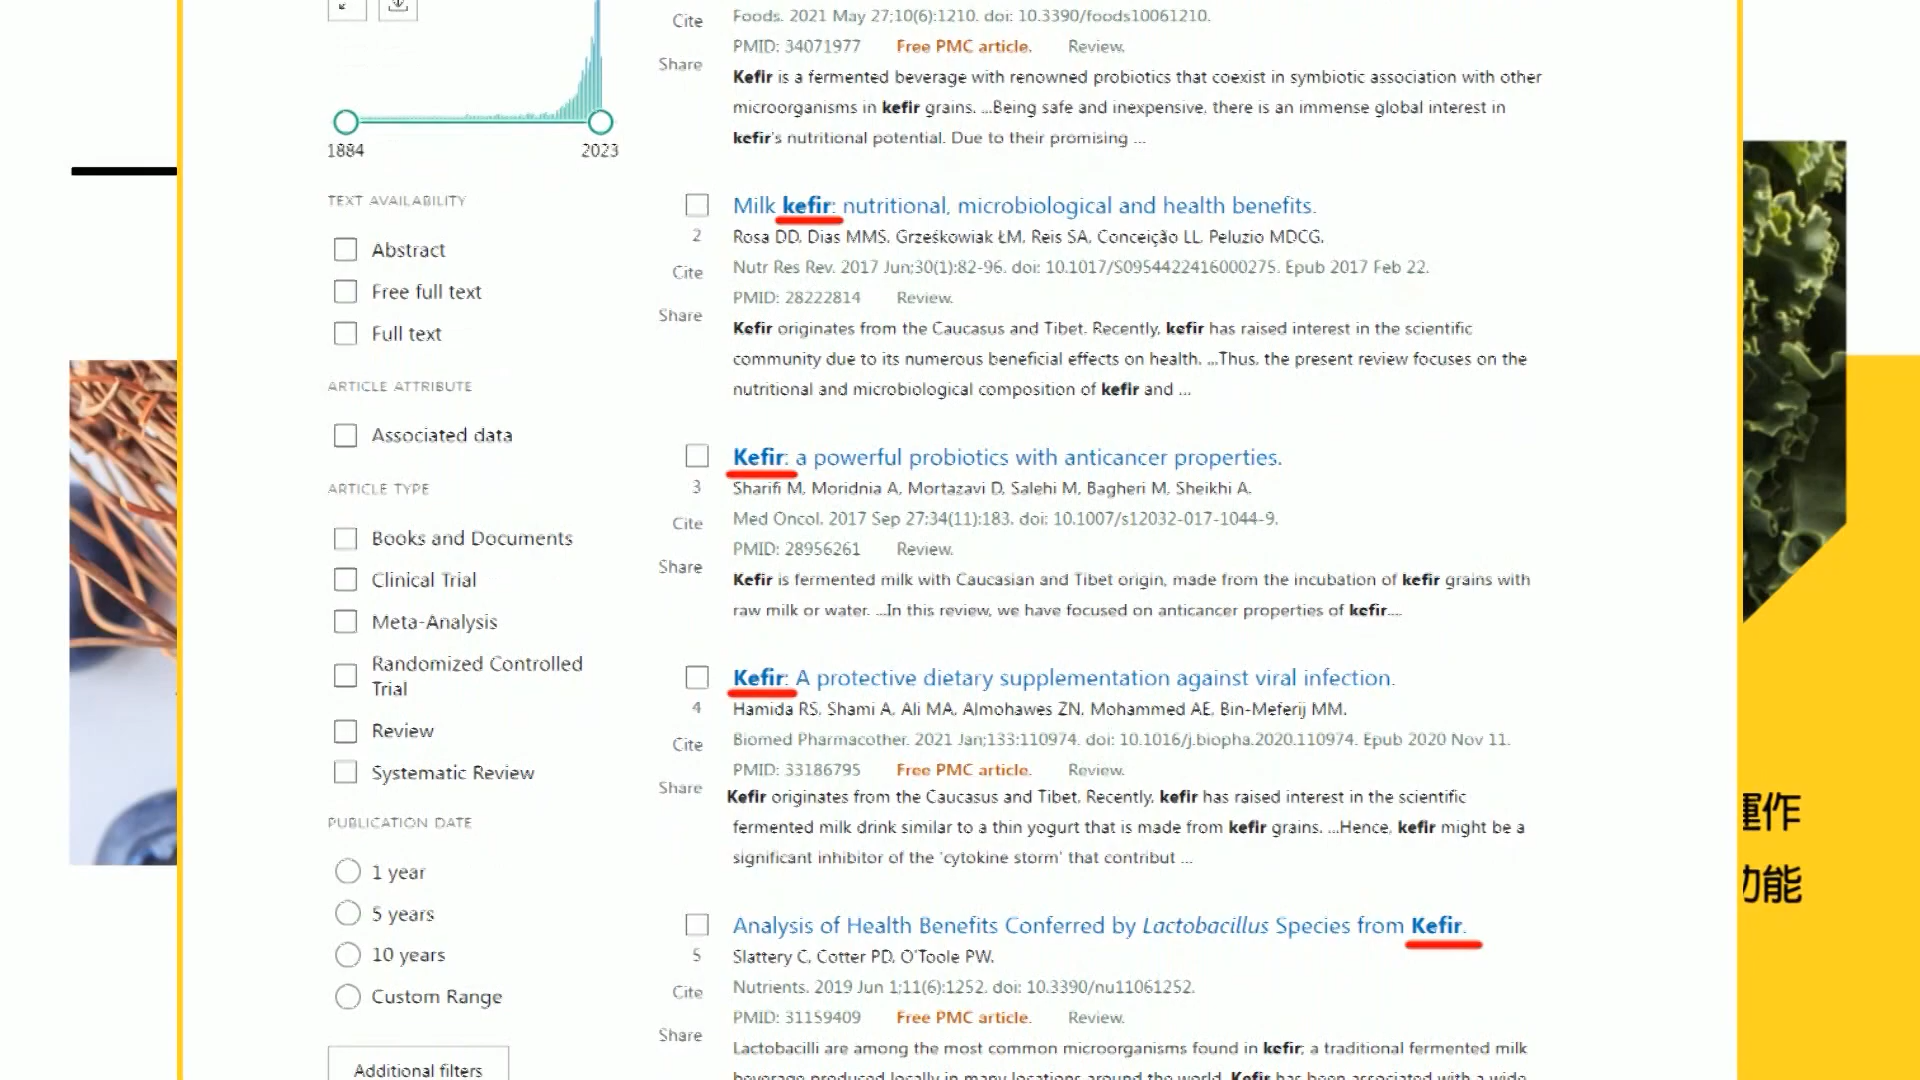 1884
2023
TEXT AVAILABILITY
Abstract
Free full text
Full text
ARTICLE ATTRIBUTE
Associated data
ARTICLE TYPE
Books and Documents
Clinical Trial
Meta-Analysis
Randomized Controlled
Trial
Review
Systematic Review
PUBLICATION DATE
1 year
5 years
10 years
Custom Range
Additional filters
Cite
Share
Foods. 2021 May 27;10(6):1210. doi: 10.3390/foods10061210.
PMID: 34071977 Free PMC article. Review.
Kefir is a fermented beverage with renowned probiotics that coexist in symbiotic association with other
microorganisms in kefir grains. ...Being safe and inexpensive, there is an immense global interest in
kefir's nutritional potential. Due to their promising ...
2
Cite
Share
Milk kefir: nutritional, microbiological and health benefits.
Rosa DD, Dias MMS, Grześkowiak ŁM, Reis SA, Conceição LL, Peluzio MDCG.
Nutr Res Rev. 2017 Jun;30(1):82-96. doi: 10.1017/S0954422416000275. Epub 2017 Feb 22.
PMID: 28222814 Review.
Kefir originates from the Caucasus and Tibet. Recently, kefir has raised interest in the scientific
community due to its numerous beneficial effects on health. ...Thus, the present review focuses on the
nutritional and microbiological composition of kefir and ...
3
Cite
Share
Kefir: a powerful probiotics with anticancer properties.
Sharifi M, Moridnia A, Mortazavi D, Salehi M, Bagheri M, Sheikhi A.
Med Oncol. 2017 Sep 27;34(11):183. doi: 10.1007/s12032-017-1044-9.
PMID: 28956261 Review.
Kefir is fermented milk with Caucasian and Tibet origin, made from the incubation of kefir grains with
raw milk or water. ...In this review, we have focused on anticancer properties of kefir....
4
Cite
Share
Kefir: A protective dietary supplementation against viral infection.
Hamida RS, Shami A, Ali MA, Almohawes ZN, Mohammed AE, Bin-Meferij MM.
Biomed Pharmacother. 2021 Jan;133:110974. doi: 10.1016/j.biopha.2020.110974. Epub 2020 Nov 11.
PMID: 33186795 Free PMC article. Review.
Kefir originates from the Caucasus and Tibet. Recently, kefir has raised interest in the scientific
fermented milk drink similar to a thin yogurt that is made from kefir grains. ...Hence, kefir might be a
significant inhibitor of the 'cytokine storm' that contribut ...
5
Cite
Share
Analysis of Health Benefits Conferred by Lactobacillus Species from Kefir.
Slattery C, Cotter PD, O'Toole PW.
Nutrients. 2019 Jun 1;11(6):1252. doi: 10.3390/nu11061252.
PMID: 31159409 Free PMC article. Review.
Lactobacilli are among the most common microorganisms found in kefir; a traditional fermented milk
beverage produced locally in many locations around the world. Kefir has been associated with a wide
運作
功能